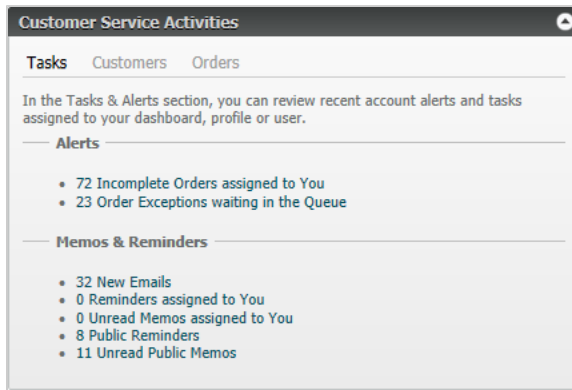 Customer Service Activities
Tasks Customers Orders
In the Tasks & Alerts section, you can review recent account alerts and tasks
assigned to your dashboard, profile or user.
Alerts
• 72 Incomplete Orders assigned to You
• 23 Order Exceptions waiting in the Queue
Memos & Reminders
• 32 New Emails
• 0 Reminders assigned to You
• 0 Unread Memos assigned to You
• 8 Public Reminders
• 11 Unread Public Memos